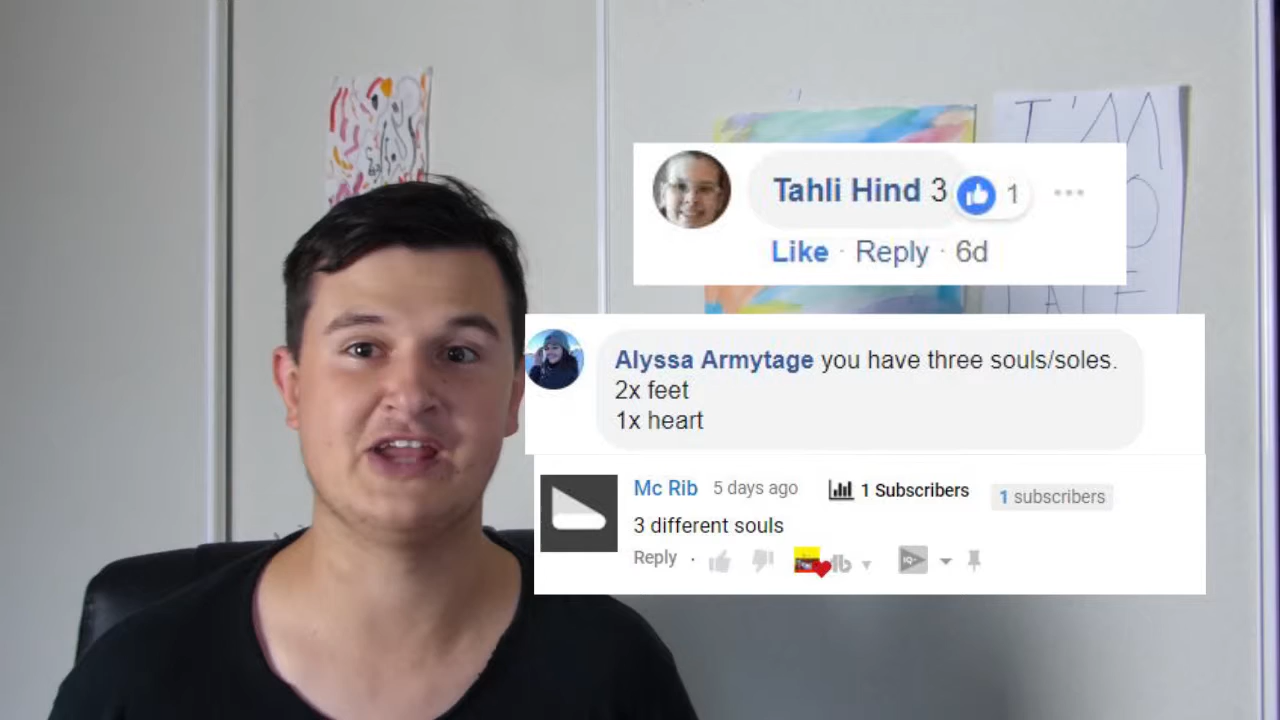 I'M
Tahli Hind 3 1
Like · Reply · 6d
Alyssa Armytage you have three souls/soles.
2x feet
1x heart
Mc Rib 5 days ago 1 Subscribers 1 subscribers
3 different souls
Reply ·